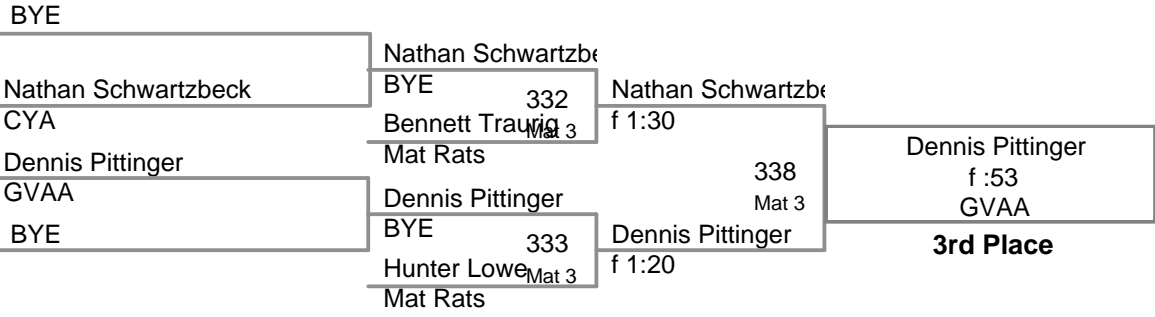 BYE
Nathan Schwartzbeck
CYA
Dennis Pittinger
GVAA
BYE
Nathan Schwartzbe
BYE
332
Bennett Traurig
Mat 3
Mat Rats
Dennis Pittinger
BYE
333
Hunter Lowe
Mat 3
Mat Rats
Nathan Schwartzbe
f 1:30
338
Mat 3
Dennis Pittinger
f 1:20
Dennis Pittinger
f :53
GVAA
3rd Place